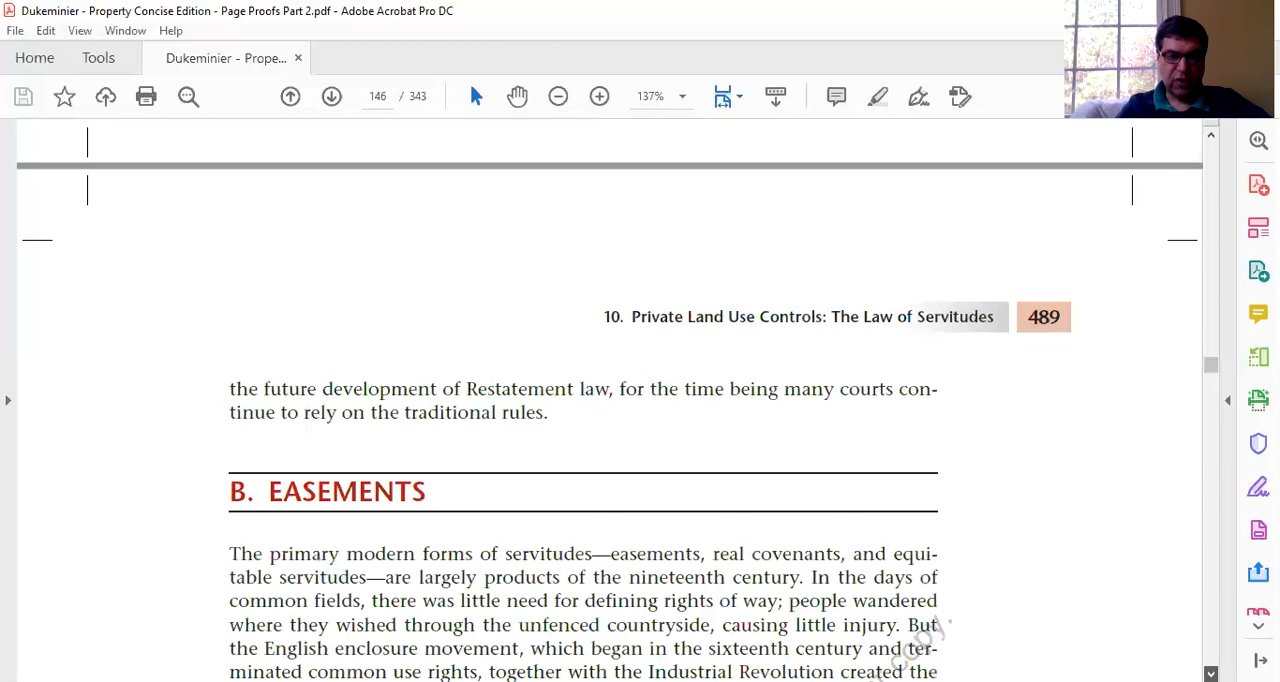 Dukeminier - Property Concise Edition - Page Proofs Part 2.pdf - Adobe Acrobat Pro DC
File Edit View Window Help
Home Tools Dukeminier - Prope... ×
146 / 343 137%
10. Private Land Use Controls: The Law of Servitudes 489
the future development of Restatement law, for the time being many courts con-
tinue to rely on the traditional rules.
B. EASEMENTS
The primary modern forms of servitudes—easements, real covenants, and equi-
table servitudes—are largely products of the nineteenth century. In the days of
common fields, there was little need for defining rights of way; people wandered
where they wished through the unfenced countryside, causing little injury. But
the English enclosure movement, which began in the sixteenth century and ter-
minated common use rights, together with the Industrial Revolution created the
copy.